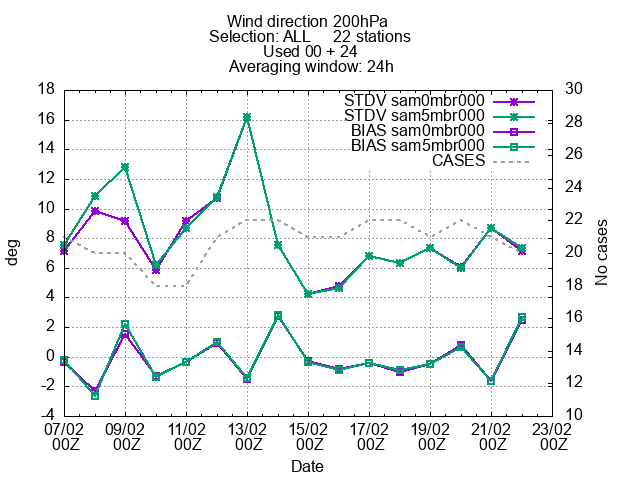 Wind direction 200hPa
Selection: ALL 22 stations
Used 00 + 24
Averaging window: 24h
STDV sam0mbr000
STDV sam5mbr000
BIAS sam0mbr000
BIAS sam5mbr000
CASES
18
16
14
12
10
8
6
4
2
0
-2
-4
deg
30
28
26
24
22
20
18
16
14
12
10
No cases
07/02 09/02 11/02 13/02 15/02 17/02 19/02 21/02 23/02
00Z 00Z 00Z 00Z 00Z 00Z 00Z 00Z 00Z
Date